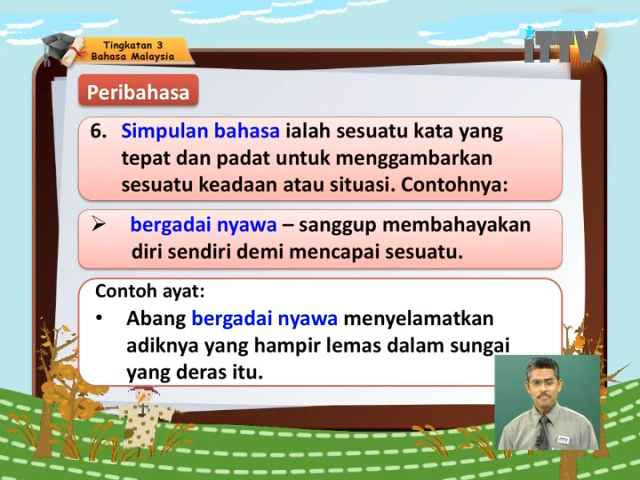 Tingkatan 3
Bahasa Malaysia
iTTV
Peribahasa
6. Simpulan bahasa ialah sesuatu kata yang
tepat dan padat untuk menggambarkan
sesuatu keadaan atau situasi. Contohnya:
➢ bergadai nyawa – sanggup membahayakan
diri sendiri demi mencapai sesuatu.
Contoh ayat:
• Abang bergadai nyawa menyelamatkan
adiknya yang hampir lemas dalam sungai
yang deras itu.